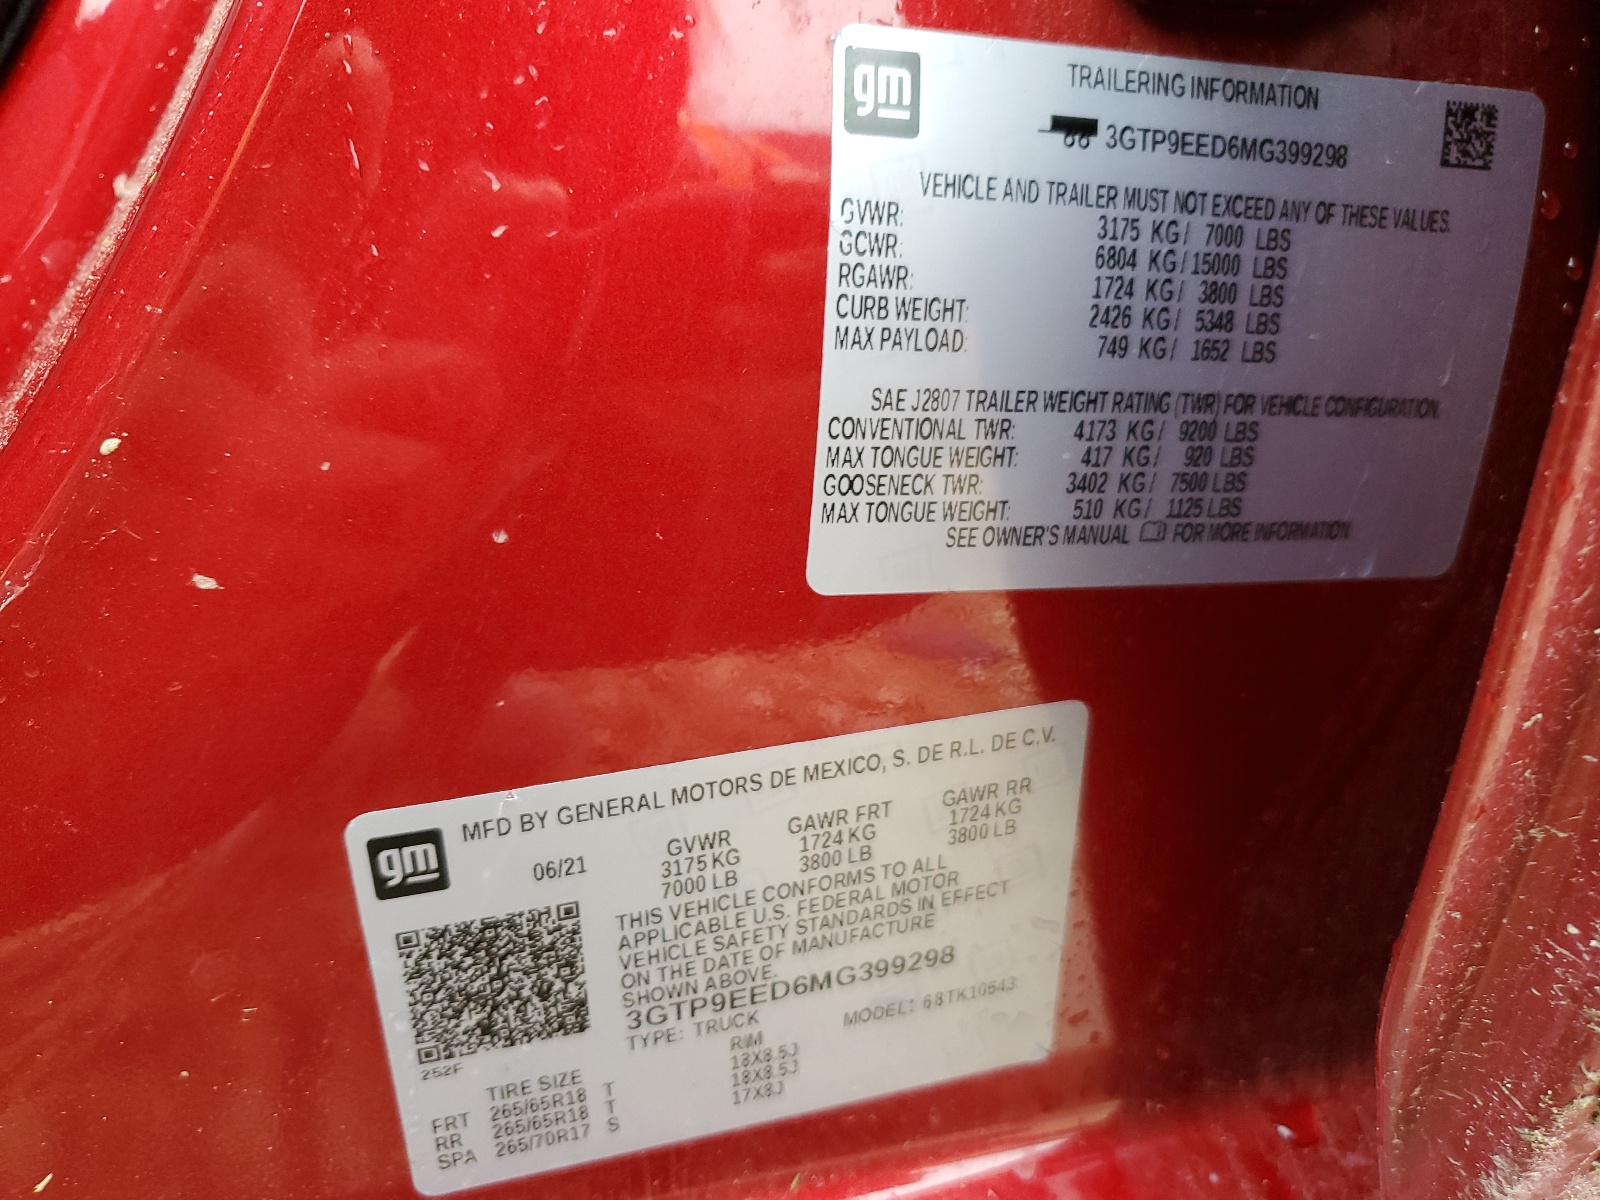 gm
TRAILERING INFORMATION
3GTP9EED6MG399298
VEHICLE AND TRAILER MUST NOT EXCEED ANY OF THESE VALUES.
GVWR: 3175 KG/ 7000 LBS
GCWR: 6804 KG/15000 LBS
RGAWR: 1724 KG/ 3800 LBS
CURB WEIGHT: 2426 KG/ 5348 LBS
MAX PAYLOAD: 749 KG/ 1652 LBS
SAE J2807 TRAILER WEIGHT RATING (TWR) FOR VEHICLE CONFIGURATION.
CONVENTIONAL TWR: 4173 KG/ 9200 LBS
MAX TONGUE WEIGHT: 417 KG/ 920 LBS
GOOSENECK TWR: 3402 KG/ 7500 LBS
MAX TONGUE WEIGHT: 510 KG/ 1125 LBS
SEE OWNER'S MANUAL FOR MORE INFORMATION
gm
MFD BY GENERAL MOTORS DE MEXICO, S. DE R.L. DE C.V.
06/21
GVWR GAWR FRT GAWR RR
3175 KG 1724 KG 1724 KG
7000 LB 3800 LB 3800 LB
THIS VEHICLE CONFORMS TO ALL
APPLICABLE U.S. FEDERAL MOTOR
VEHICLE SAFETY STANDARDS IN EFFECT
ON THE DATE OF MANUFACTURE
SHOWN ABOVE.
3GTP9EED6MG399298
TYPE: TRUCK MODEL: 6BTK10543
252F
TIRE SIZE RIM
FRT 265/65R18 T 18X8.5J
RR 265/65R18 T 18X8.5J
SPA 265/70R17 S 17X8J